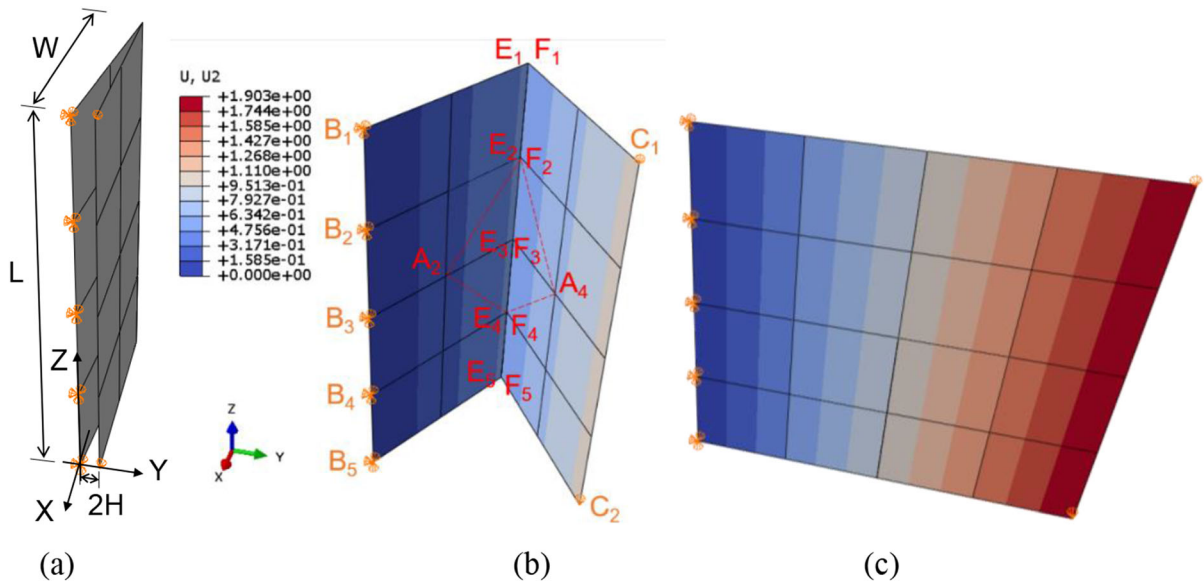 W
L
Z
Y
X
2H
(a)
U, U2
+1.903e+00
+1.744e+00
+1.585e+00
+1.427e+00
+1.268e+00
+1.110e+00
+9.513e-01
+7.927e-01
+6.342e-01
+4.756e-01
+3.171e-01
+1.585e-01
+0.000e+00
Z
Y
X
E₁ F₁
B₁
C₁
E₂ F₂
B₂
E₃ F₃
A₂
A₄
B₃
E₄ F₄
E₅ F₅
B₄
B₅
C₂
(b)
(c)